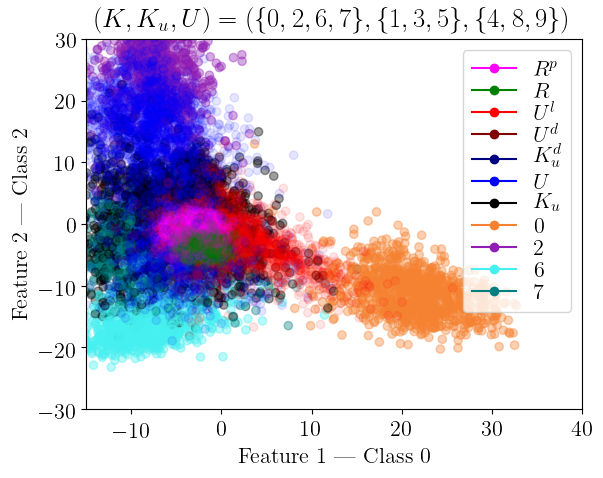 (K, K_u, U) = ({0, 2, 6, 7}, {1, 3, 5}, {4, 8, 9})
30
20
10
0
−10
−20
−30
Feature 2 — Class 2
R^p
R
U^l
U^d
K_u^d
U
K_u
0
2
6
7
−10
0
10
20
30
40
Feature 1 — Class 0